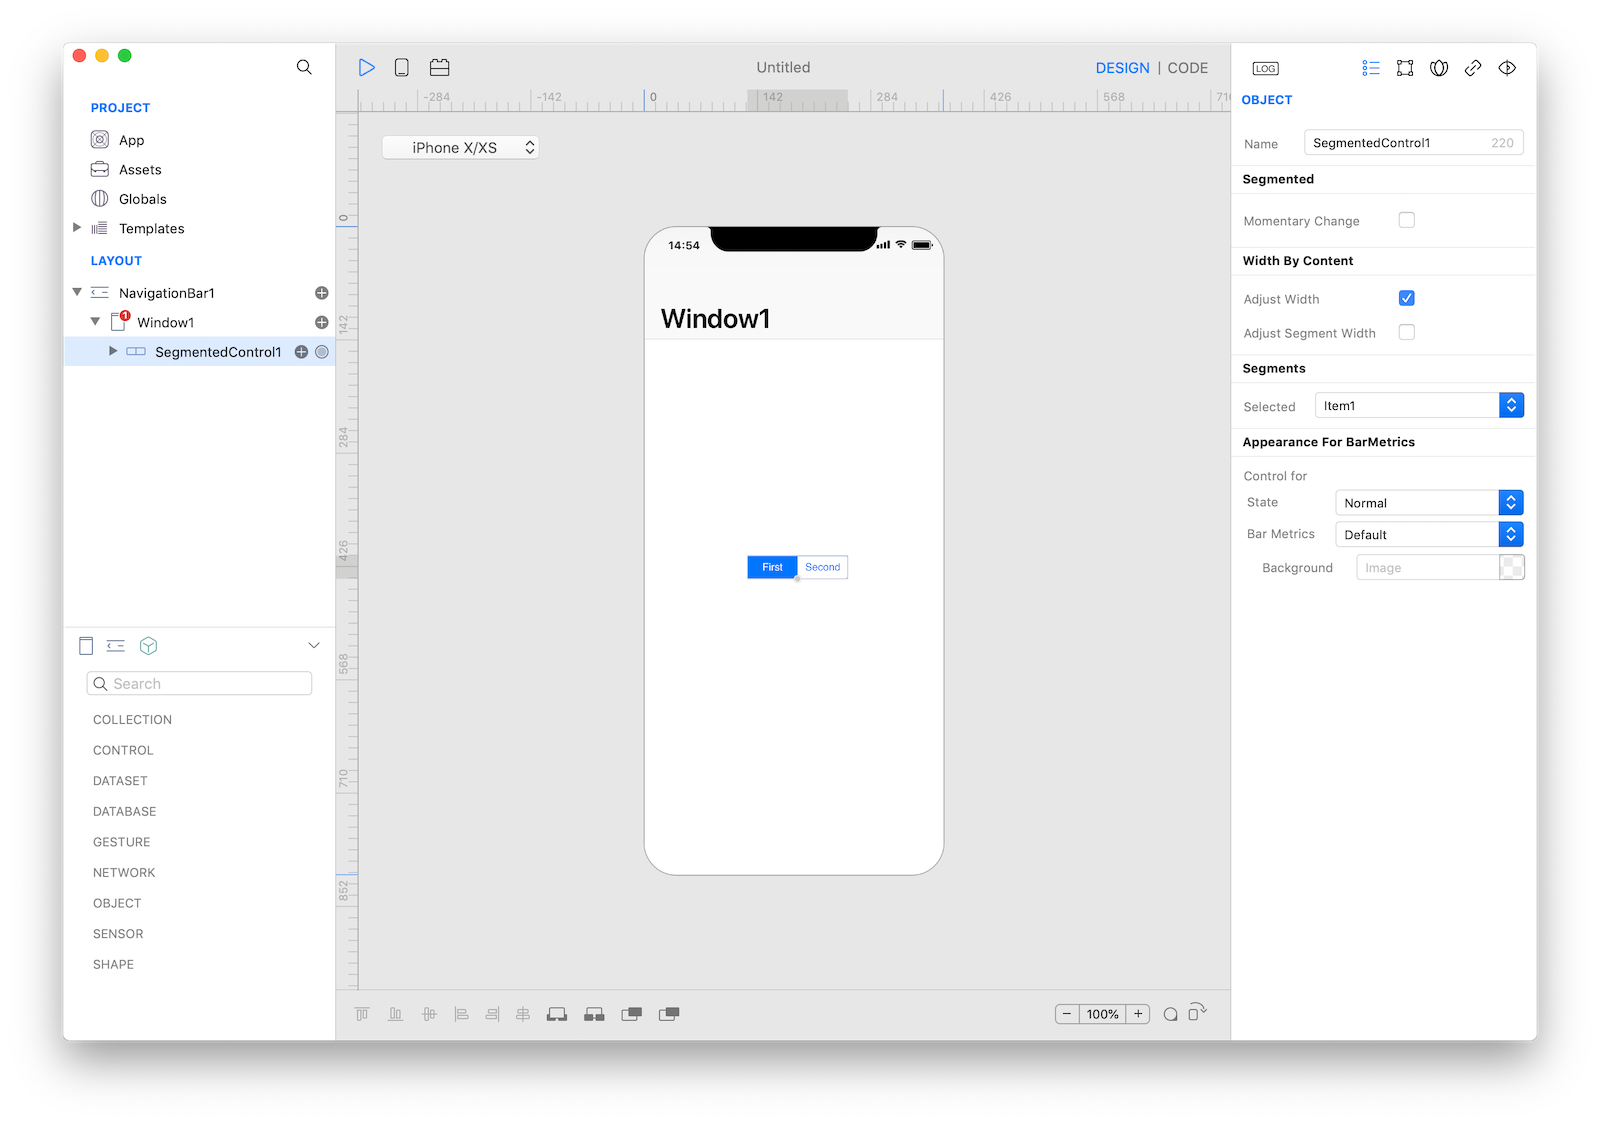 Untitled
DESIGN | CODE
LOG
PROJECT
App
Assets
Globals
Templates
LAYOUT
NavigationBar1
1
Window1
SegmentedControl1
Search
COLLECTION
CONTROL
DATASET
DATABASE
GESTURE
NETWORK
OBJECT
SENSOR
SHAPE
-284 -142 0 142 284 426 568 710
iPhone X/XS
0
142
284
426
568
710
852
14:54
Window1
First Second
100%
OBJECT
Name SegmentedControl1 220
Segmented
Momentary Change
Width By Content
Adjust Width
Adjust Segment Width
Segments
Selected Item1
Appearance For BarMetrics
Control for
State Normal
Bar Metrics Default
Background Image